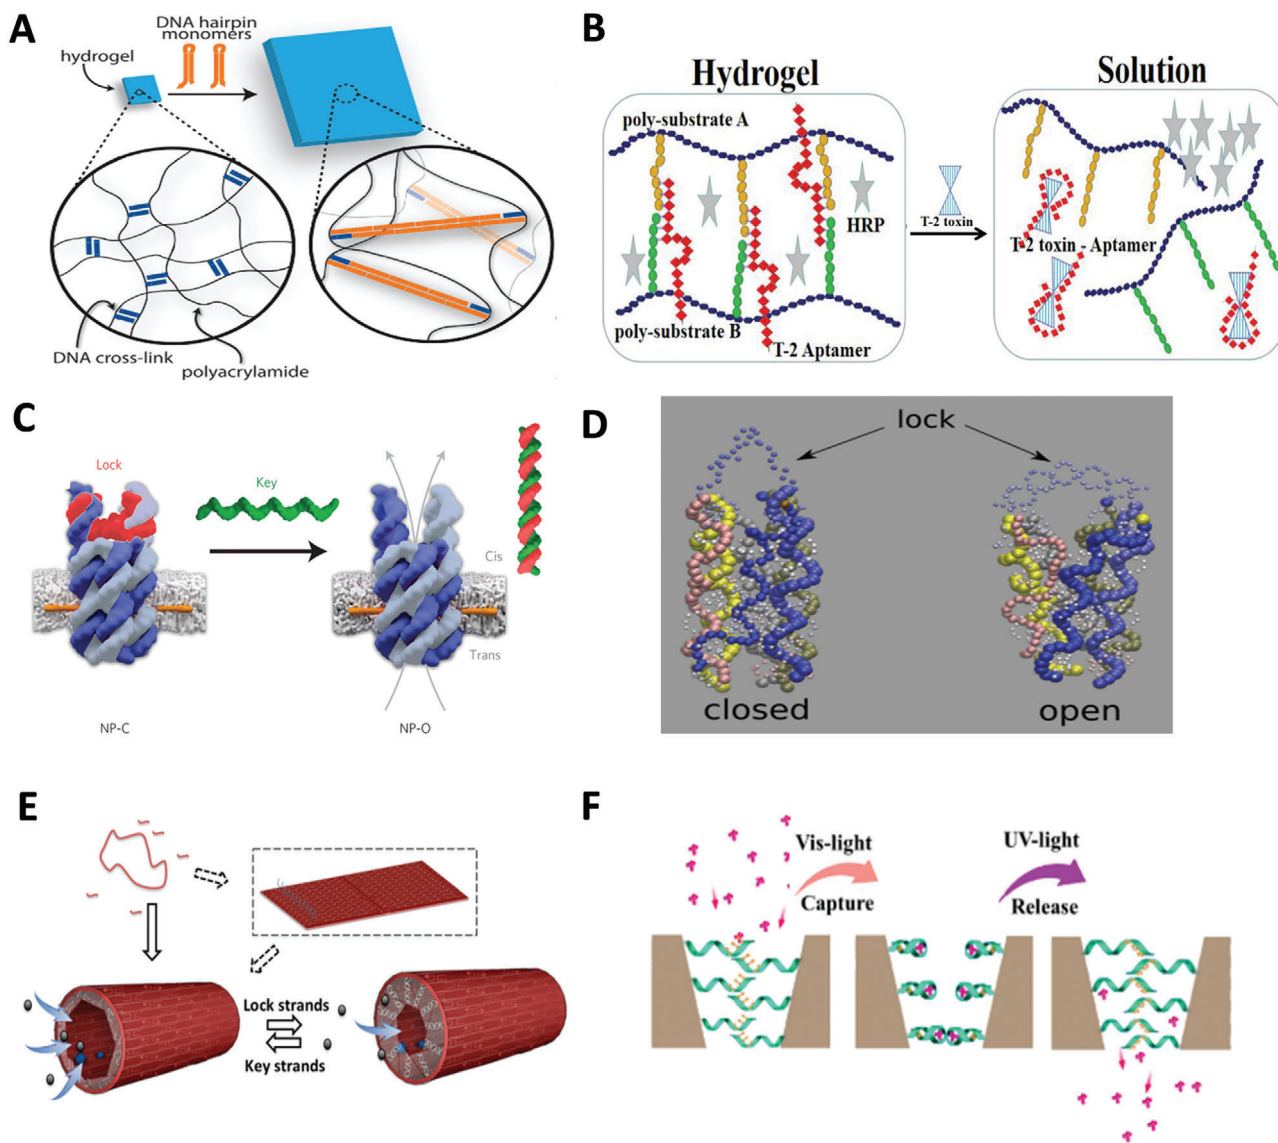 A
DNA hairpin
monomers
hydrogel
DNA cross-link
polyacrylamide
B
Hydrogel
Solution
poly-substrate A
HRP
T-2 toxin
T-2 toxin - Aptamer
poly-substrate B
T-2 Aptamer
C
Lock
Key
Cis
Trans
NP-C
NP-O
D
lock
closed
open
E
Lock strands
Key strands
F
Vis-light
Capture
UV-light
Release